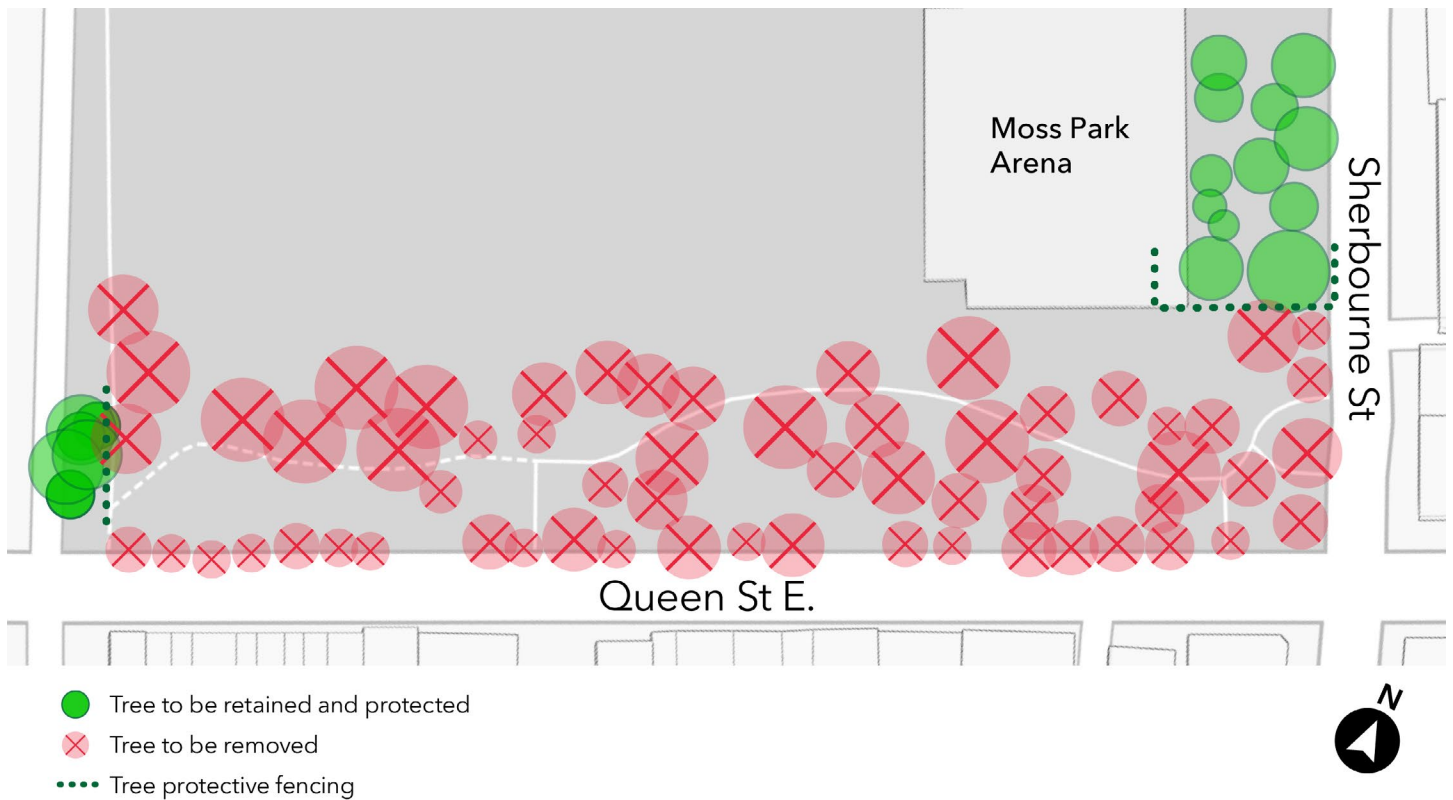 Moss Park
Arena
Sherbourne St
Queen St E.
N
Tree to be retained and protected
Tree to be removed
Tree protective fencing